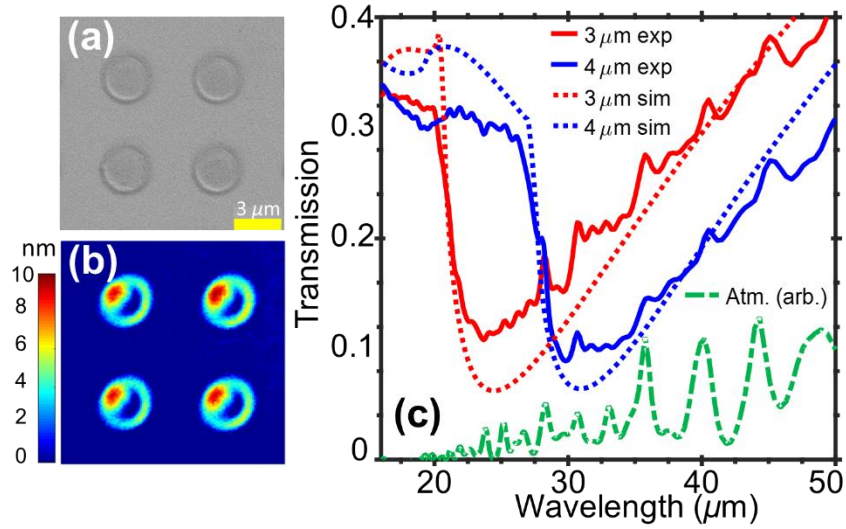 (a)
3 μm
nm
10
8
6
4
2
0
(b)
Transmission
0.4
0.3
0.2
0.1
0
3 μm exp
4 μm exp
3 μm sim
4 μm sim
Atm. (arb.)
(c)
20
30
40
50
Wavelength (μm)